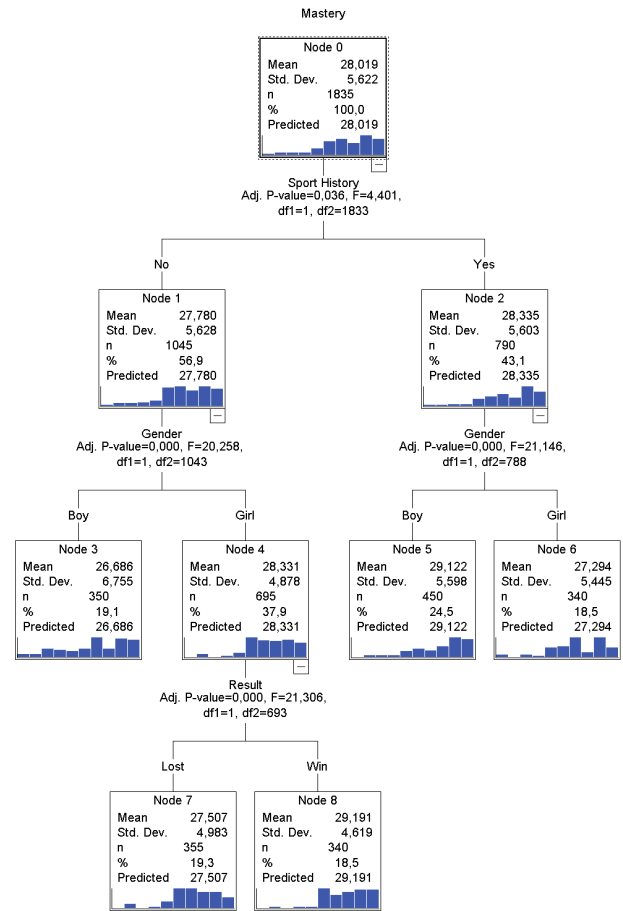 Mastery
Node 0
Mean 28,019
Std. Dev. 5,622
n 1835
% 100,0
Predicted 28,019
Sport History
Adj. P-value=0,036, F=4,401,
df1=1, df2=1833
No
Yes
Node 1
Mean 27,780
Std. Dev. 5,628
n 1045
% 56,9
Predicted 27,780
Node 2
Mean 28,335
Std. Dev. 5,603
n 790
% 43,1
Predicted 28,335
Gender
Adj. P-value=0,000, F=20,258,
df1=1, df2=1043
Gender
Adj. P-value=0,000, F=21,146,
df1=1, df2=788
Boy
Girl
Boy
Girl
Node 3
Mean 26,686
Std. Dev. 6,755
n 350
% 19,1
Predicted 26,686
Node 4
Mean 28,331
Std. Dev. 4,878
n 695
% 37,9
Predicted 28,331
Node 5
Mean 29,122
Std. Dev. 5,598
n 450
% 24,5
Predicted 29,122
Node 6
Mean 27,294
Std. Dev. 5,445
n 340
% 18,5
Predicted 27,294
Result
Adj. P-value=0,000, F=21,306,
df1=1, df2=693
Lost
Win
Node 7
Mean 27,507
Std. Dev. 4,983
n 355
% 19,3
Predicted 27,507
Node 8
Mean 29,191
Std. Dev. 4,619
n 340
% 18,5
Predicted 29,191